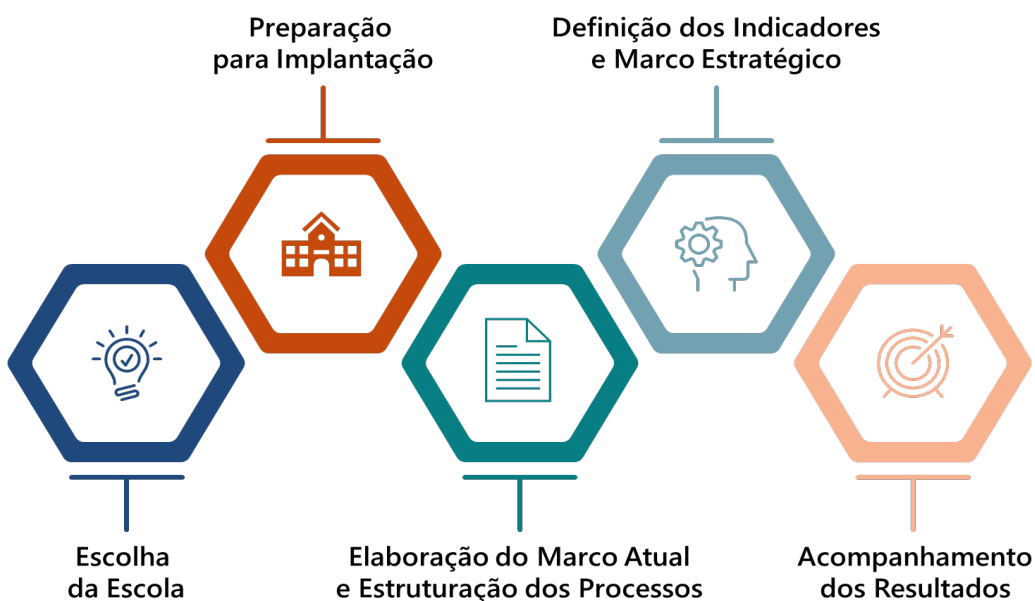 Preparação
para Implantação
Definição dos Indicadores
e Marco Estratégico
Escolha
da Escola
Elaboração do Marco Atual
e Estruturação dos Processos
Acompanhamento
dos Resultados